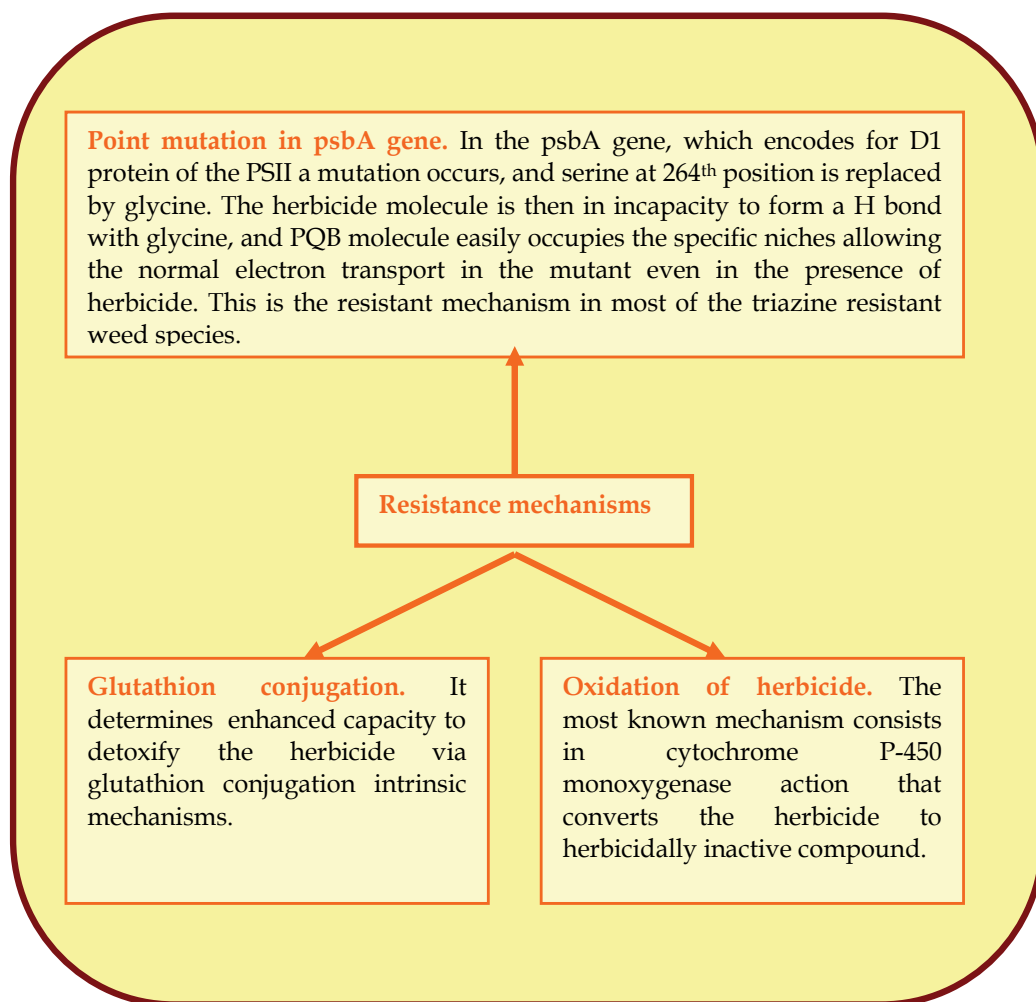 Point mutation in psbA gene. In the psbA gene, which encodes for D1
protein of the PSII a mutation occurs, and serine at 264th position is replaced
by glycine. The herbicide molecule is then in incapacity to form a H bond
with glycine, and PQB molecule easily occupies the specific niches allowing
the normal electron transport in the mutant even in the presence of
herbicide. This is the resistant mechanism in most of the triazine resistant
weed species.
Resistance mechanisms
Glutathion conjugation. It
determines enhanced capacity to
detoxify the herbicide via
glutathion conjugation intrinsic
mechanisms.
Oxidation of herbicide. The
most known mechanism consists
in cytochrome P-450
monoxygenase action that
converts the herbicide to
herbicidally inactive compound.